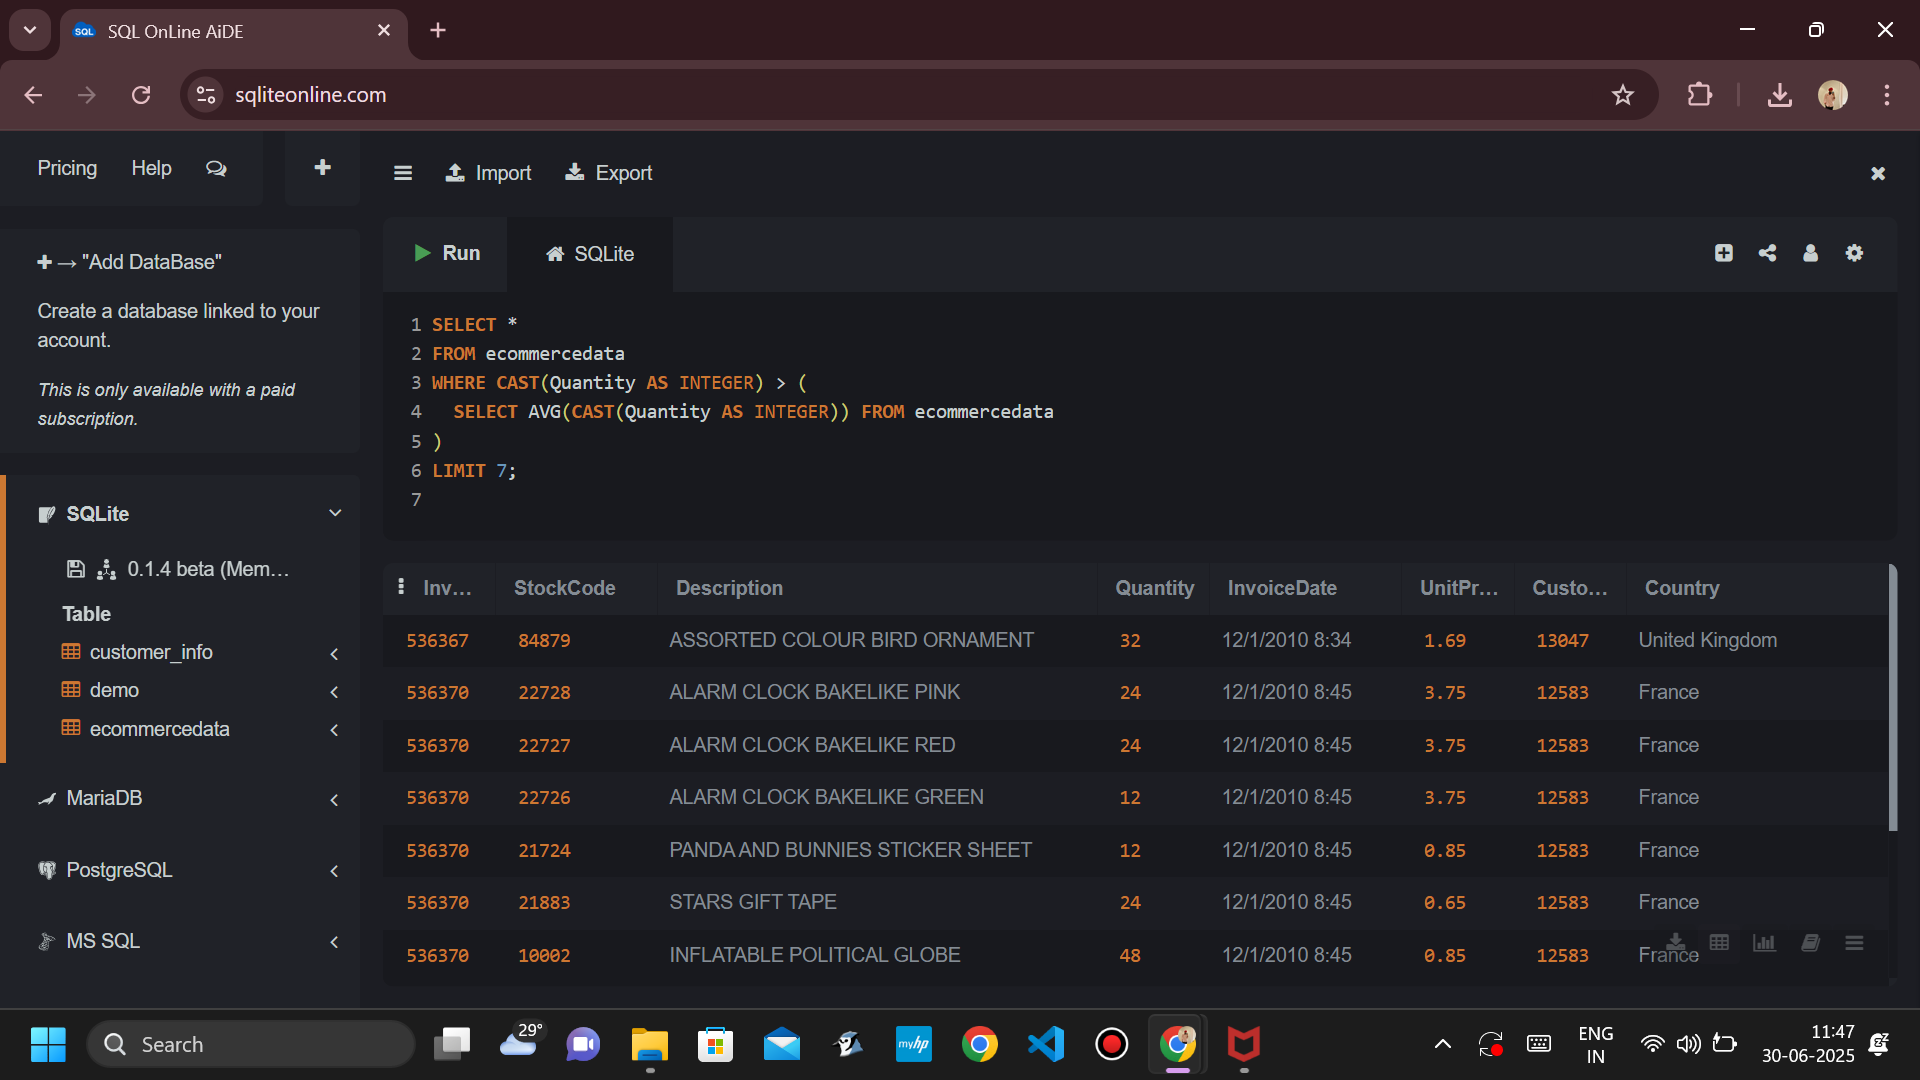 SQL OnLine AiDE
sqliteonline.com
Pricing Help
Import Export
+ → "Add DataBase"
Create a database linked to your
account.
This is only available with a paid
subscription.
SQLite
0.1.4 beta (Mem...
Table
customer_info
demo
ecommercedata
MariaDB
PostgreSQL
MS SQL
Run SQLite
1 SELECT *
2 FROM ecommercedata
3 WHERE CAST(Quantity AS INTEGER) > (
4 SELECT AVG(CAST(Quantity AS INTEGER)) FROM ecommercedata
5 )
6 LIMIT 7;
7
Inv... StockCode Description Quantity InvoiceDate UnitPr... Custo... Country
536367 84879 ASSORTED COLOUR BIRD ORNAMENT 32 12/1/2010 8:34 1.69 13047 United Kingdom
536370 22728 ALARM CLOCK BAKELIKE PINK 24 12/1/2010 8:45 3.75 12583 France
536370 22727 ALARM CLOCK BAKELIKE RED 24 12/1/2010 8:45 3.75 12583 France
536370 22726 ALARM CLOCK BAKELIKE GREEN 12 12/1/2010 8:45 3.75 12583 France
536370 21724 PANDA AND BUNNIES STICKER SHEET 12 12/1/2010 8:45 0.85 12583 France
536370 21883 STARS GIFT TAPE 24 12/1/2010 8:45 0.65 12583 France
536370 10002 INFLATABLE POLITICAL GLOBE 48 12/1/2010 8:45 0.85 12583 France
Search
29°
myhp
ENG
IN
11:47
30-06-2025